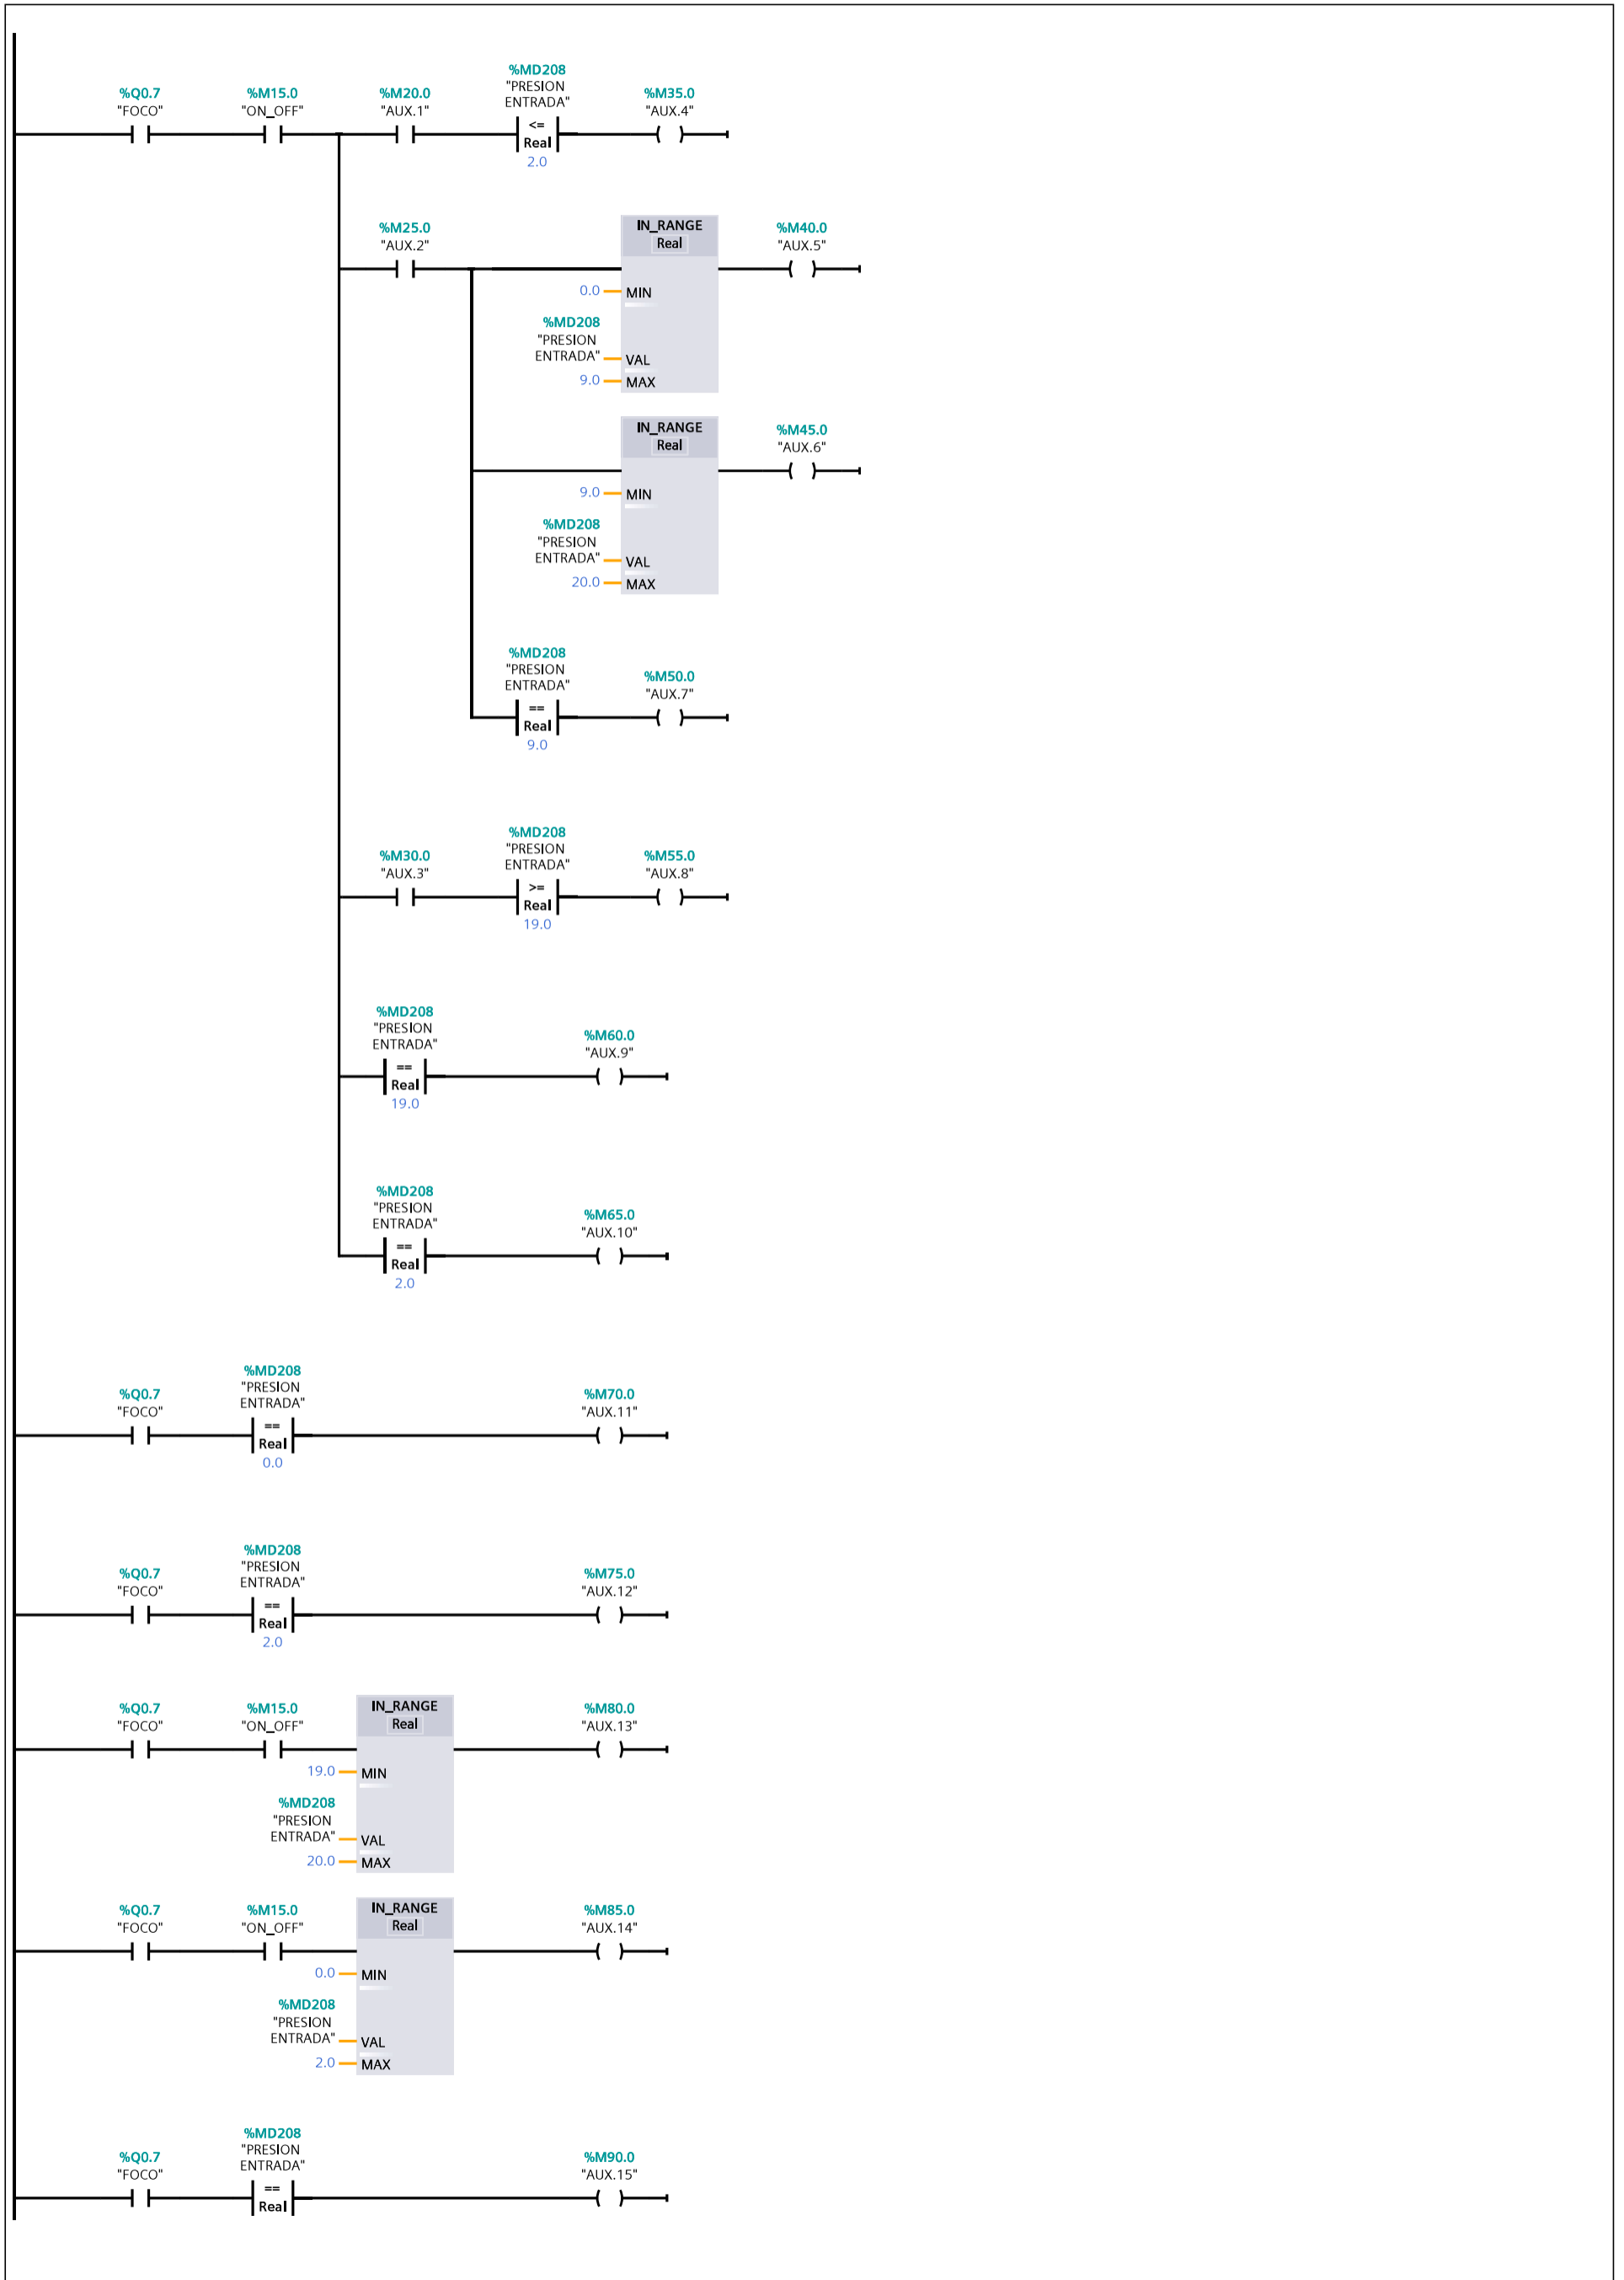 %MD208
"PRESION
ENTRADA"
%Q0.7
"FOCO"
%M15.0
"ON_OFF"
%M20.0
"AUX.1"
%M35.0
"AUX.4"
<=
Real
2.0
%M25.0
"AUX.2"
IN_RANGE
Real
%M40.0
"AUX.5"
0.0
MIN
%MD208
"PRESION
ENTRADA"
VAL
9.0
MAX
IN_RANGE
Real
%M45.0
"AUX.6"
9.0
MIN
%MD208
"PRESION
ENTRADA"
VAL
20.0
MAX
%MD208
"PRESION
ENTRADA"
%M50.0
"AUX.7"
==
Real
9.0
%MD208
"PRESION
ENTRADA"
%M30.0
"AUX.3"
%M55.0
"AUX.8"
>=
Real
19.0
%MD208
"PRESION
ENTRADA"
%M60.0
"AUX.9"
==
Real
19.0
%MD208
"PRESION
ENTRADA"
%M65.0
"AUX.10"
==
Real
2.0
%MD208
"PRESION
ENTRADA"
%Q0.7
"FOCO"
%M70.0
"AUX.11"
==
Real
0.0
%MD208
"PRESION
ENTRADA"
%Q0.7
"FOCO"
%M75.0
"AUX.12"
==
Real
2.0
%Q0.7
"FOCO"
%M15.0
"ON_OFF"
IN_RANGE
Real
%M80.0
"AUX.13"
19.0
MIN
%MD208
"PRESION
ENTRADA"
VAL
20.0
MAX
%Q0.7
"FOCO"
%M15.0
"ON_OFF"
IN_RANGE
Real
%M85.0
"AUX.14"
0.0
MIN
%MD208
"PRESION
ENTRADA"
VAL
2.0
MAX
%MD208
"PRESION
ENTRADA"
%Q0.7
"FOCO"
%M90.0
"AUX.15"
==
Real